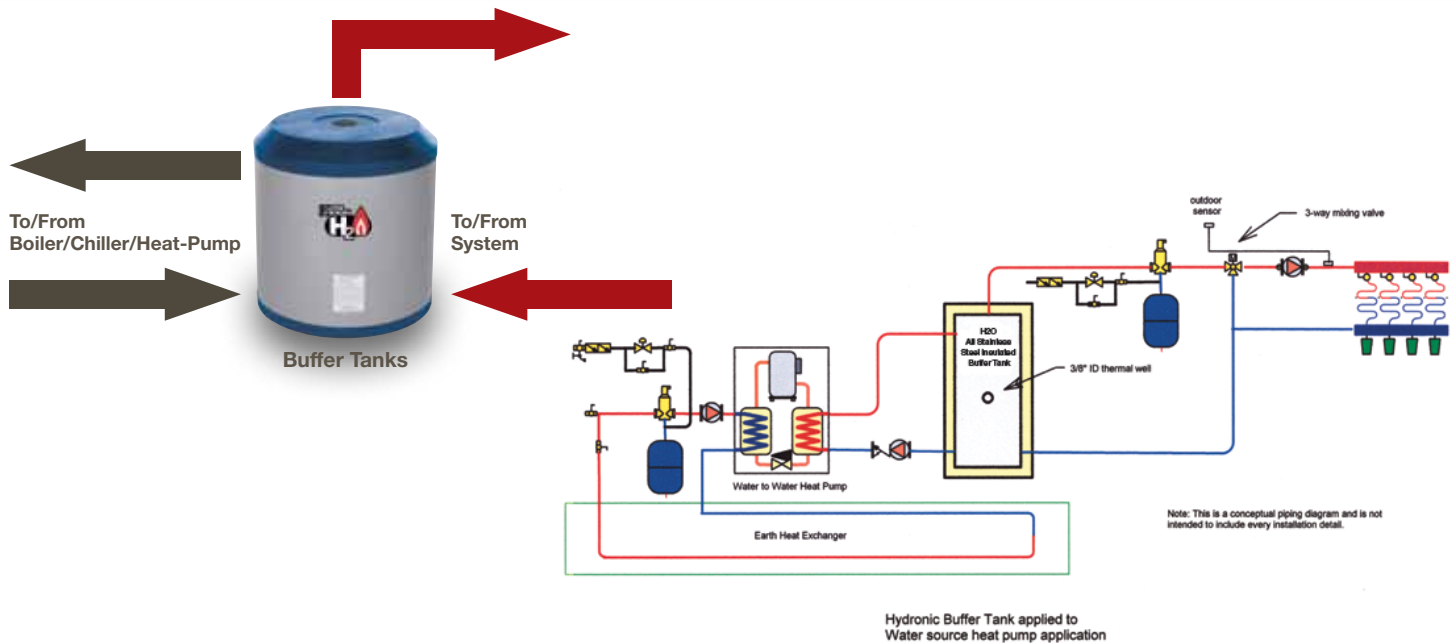 To/From
Boiler/Chiller/Heat-Pump
H2O
To/From
System
Buffer Tanks
outdoor
sensor
3-way mixing valve
H2O
All Stainless
Steel Insulated
Buffer Tank
3/8" ID thermal well
Water to Water Heat Pump
Earth Heat Exchanger
Note: This is a conceptual piping diagram and is not
intended to include every installation detail.
Hydronic Buffer Tank applied to
Water source heat pump application